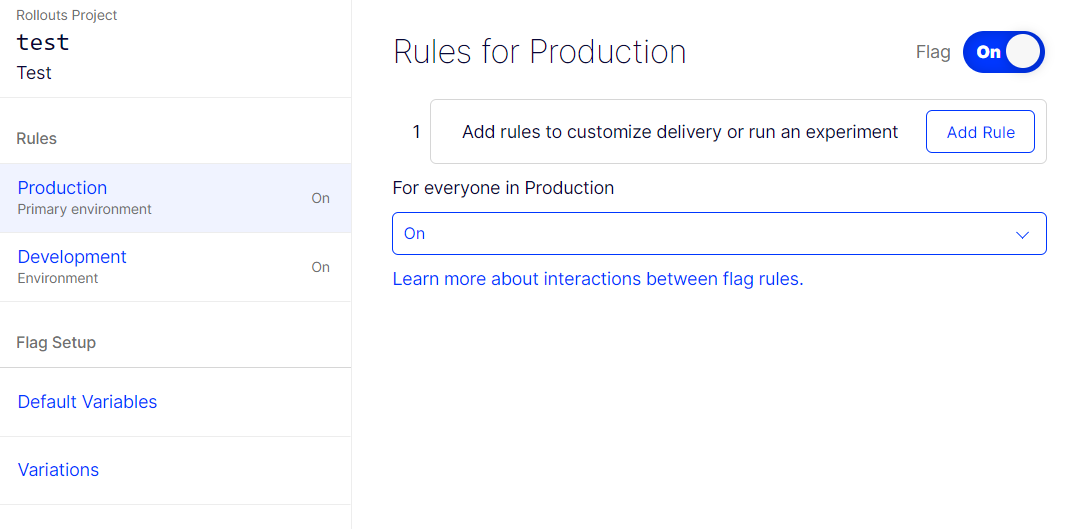 Rollouts Project
test
Test
Rules
Production
Primary environment
On
Development
Environment
On
Flag Setup
Default Variables
Variations
Rules for Production
Flag
On
1
Add rules to customize delivery or run an experiment
Add Rule
For everyone in Production
On
Learn more about interactions between flag rules.